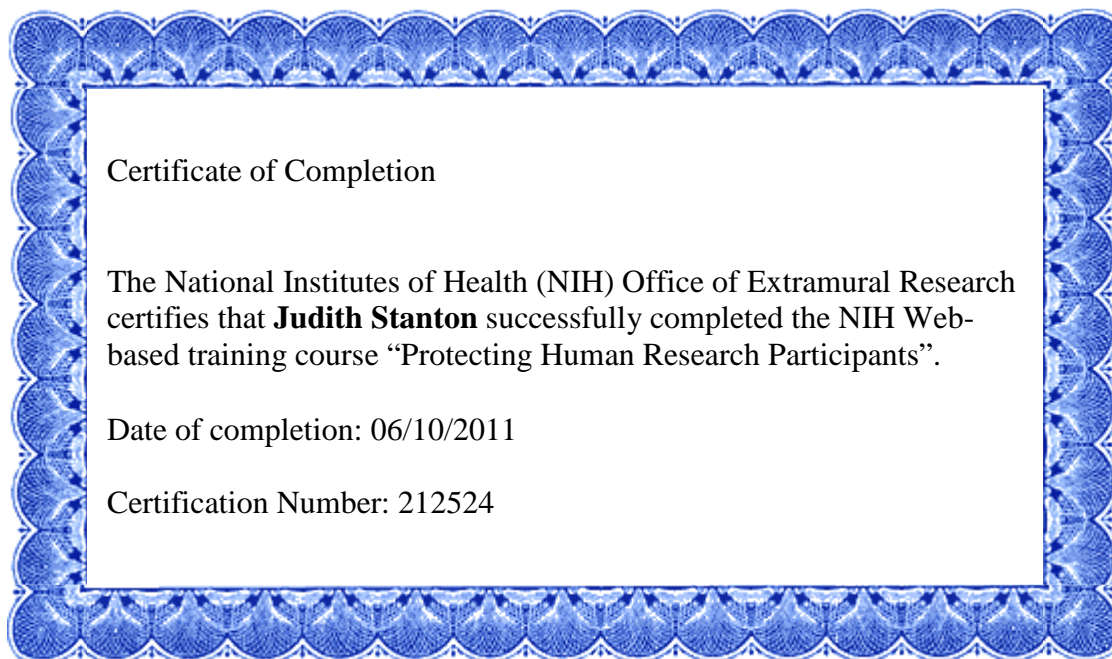 Certificate of Completion
The National Institutes of Health (NIH) Office of Extramural Research
certifies that Judith Stanton successfully completed the NIH Web-
based training course “Protecting Human Research Participants”.
Date of completion: 06/10/2011
Certification Number: 212524